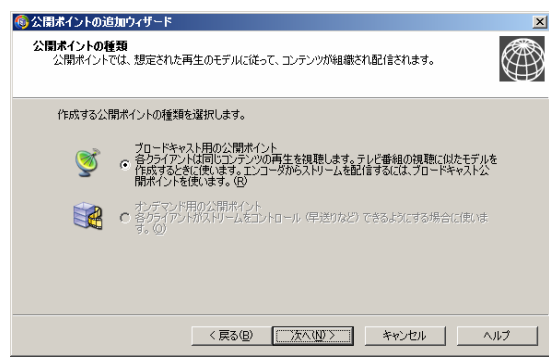 公開ポイントの追加ウィザード
公開ポイントの種類
公開ポイントでは、想定された再生のモデルに従って、コンテンツが組織され配信されます。
作成する公開ポイントの種類を選択します。
ブロードキャスト用の公開ポイント
各クライアントは同じコンテンツの再生を視聴します。テレビ番組の視聴に似たモデルを
作成するときに使います。エンコーダからストリームを配信するには、ブロードキャスト公
開ポイントを使います。(R)
オンデマンド用の公開ポイント
各クライアントがストリームをコントロール (早送りなど) できるようにする場合に使いま
す。(O)
< 戻る(B)
次へ(N) >
キャンセル
ヘルプ